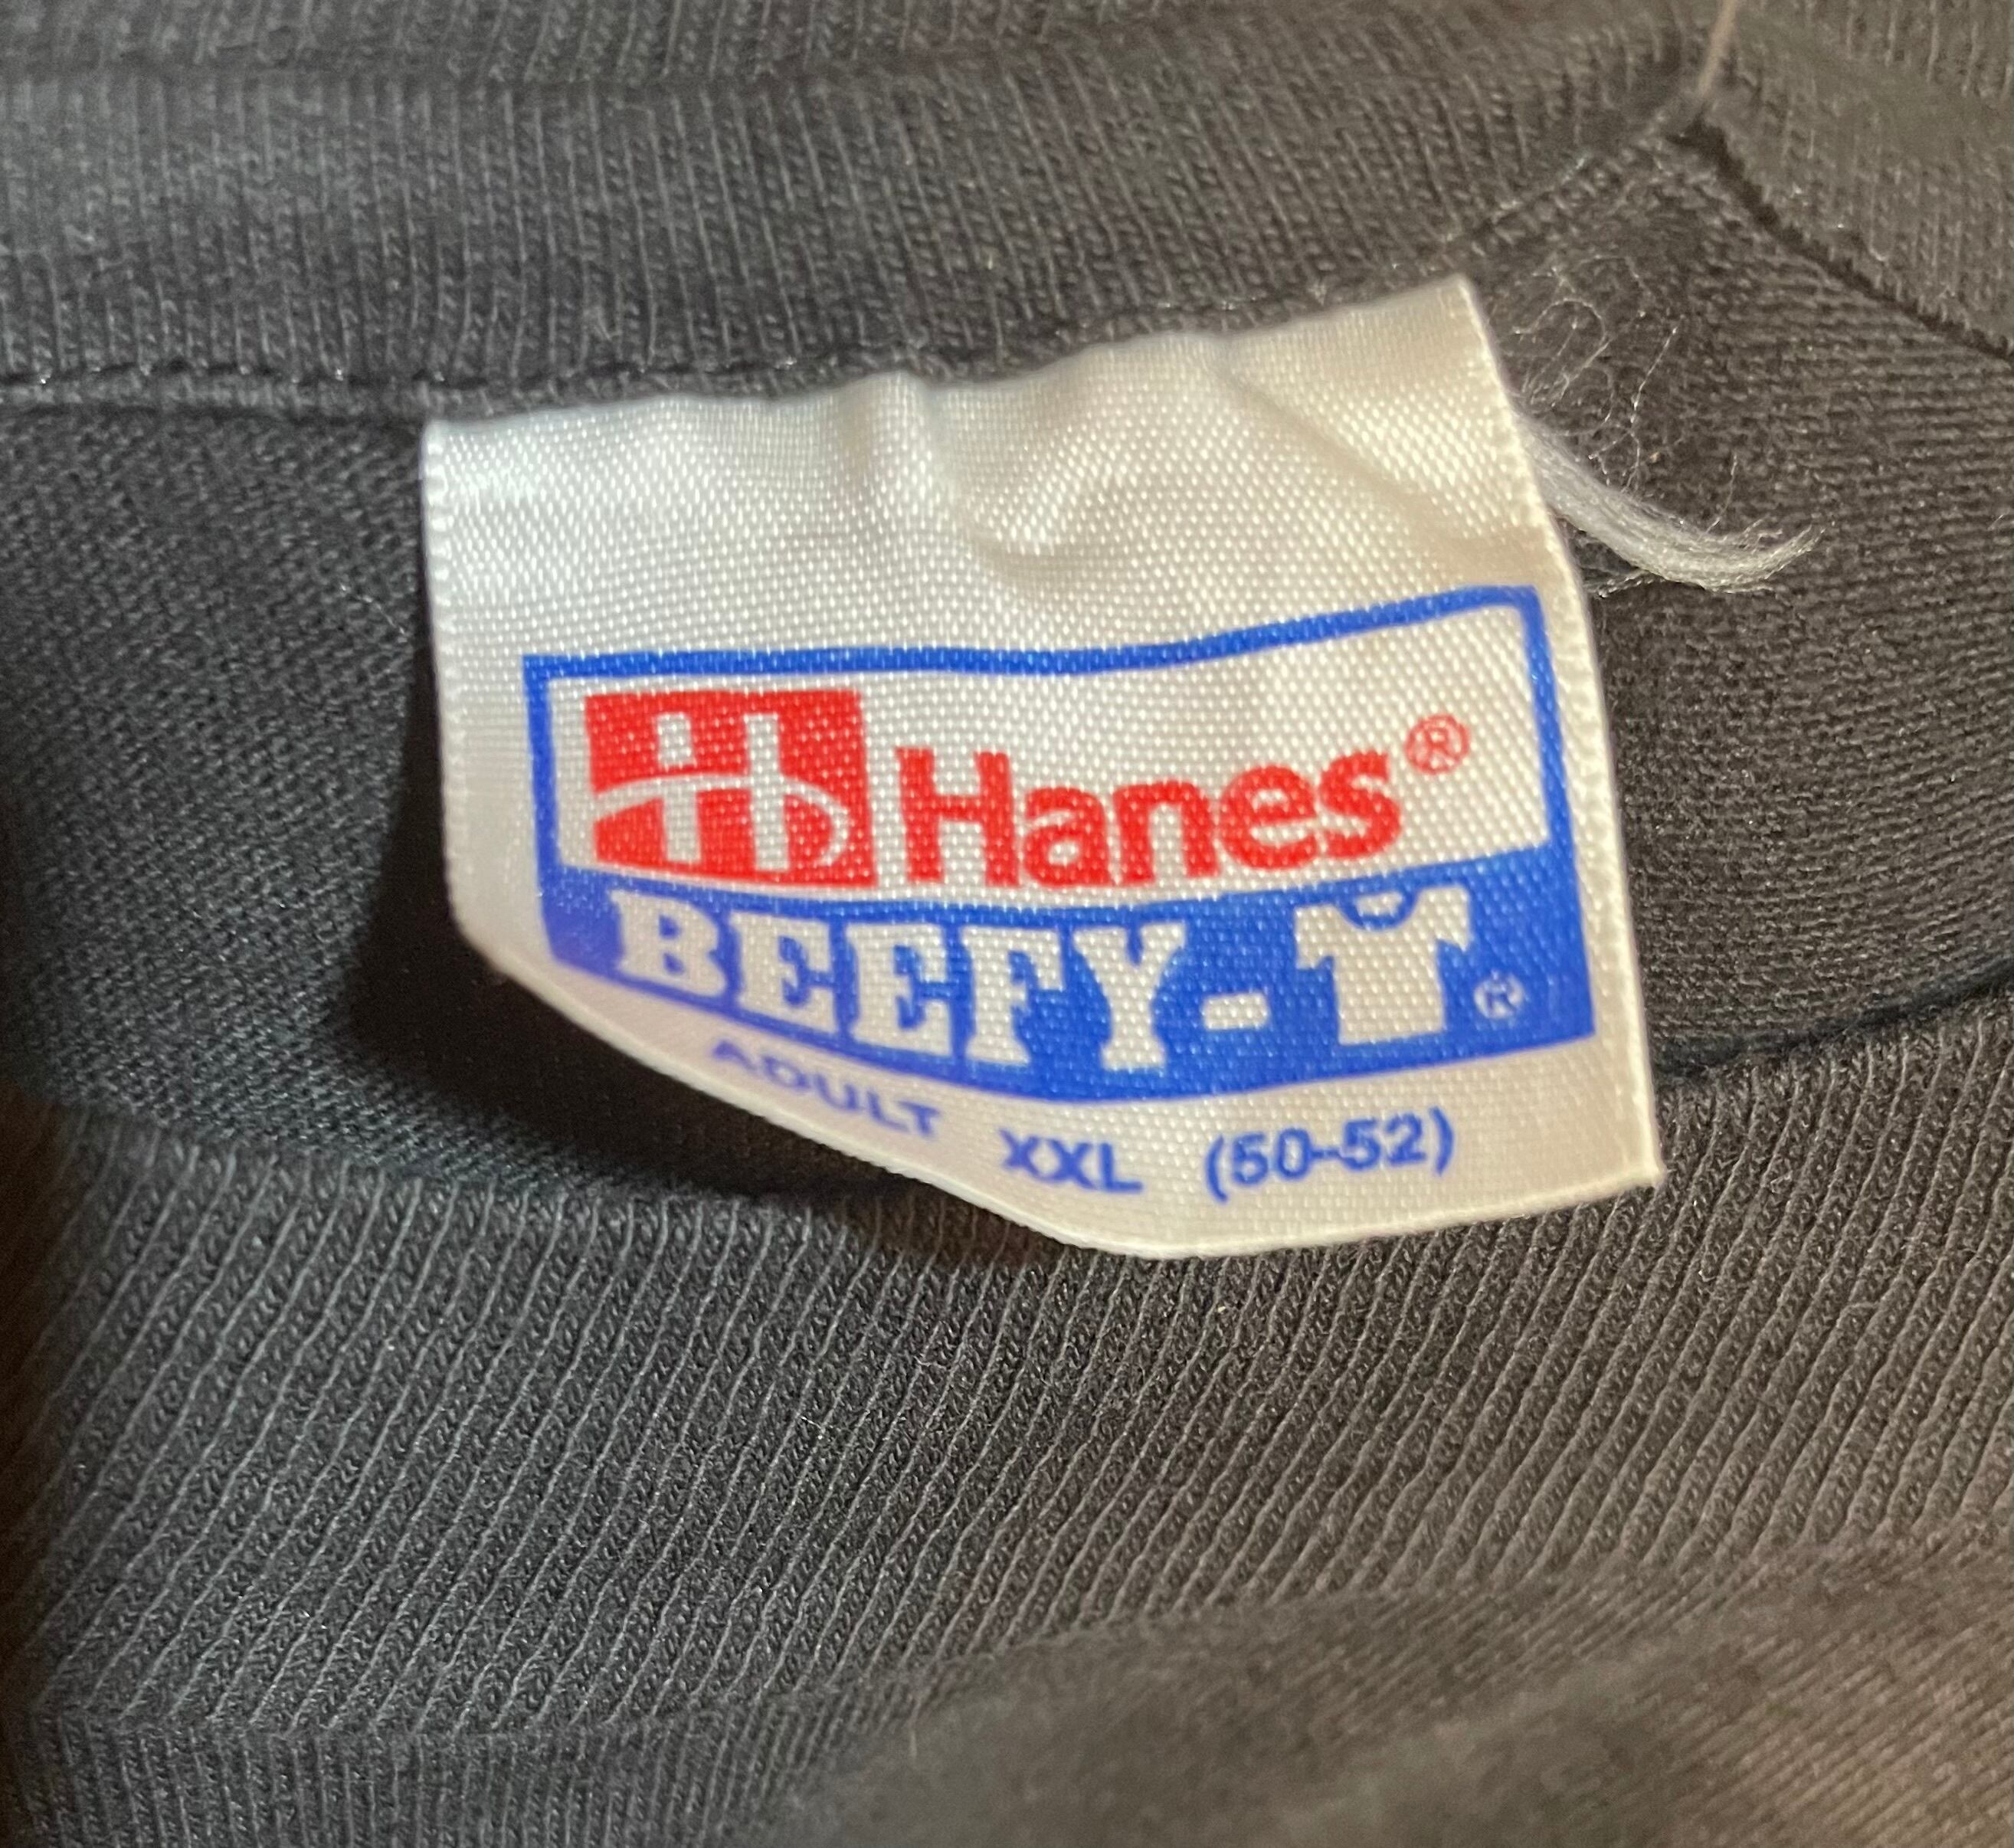 H Hanes®
BEEFY-T®
ADULT XXL (50-52)